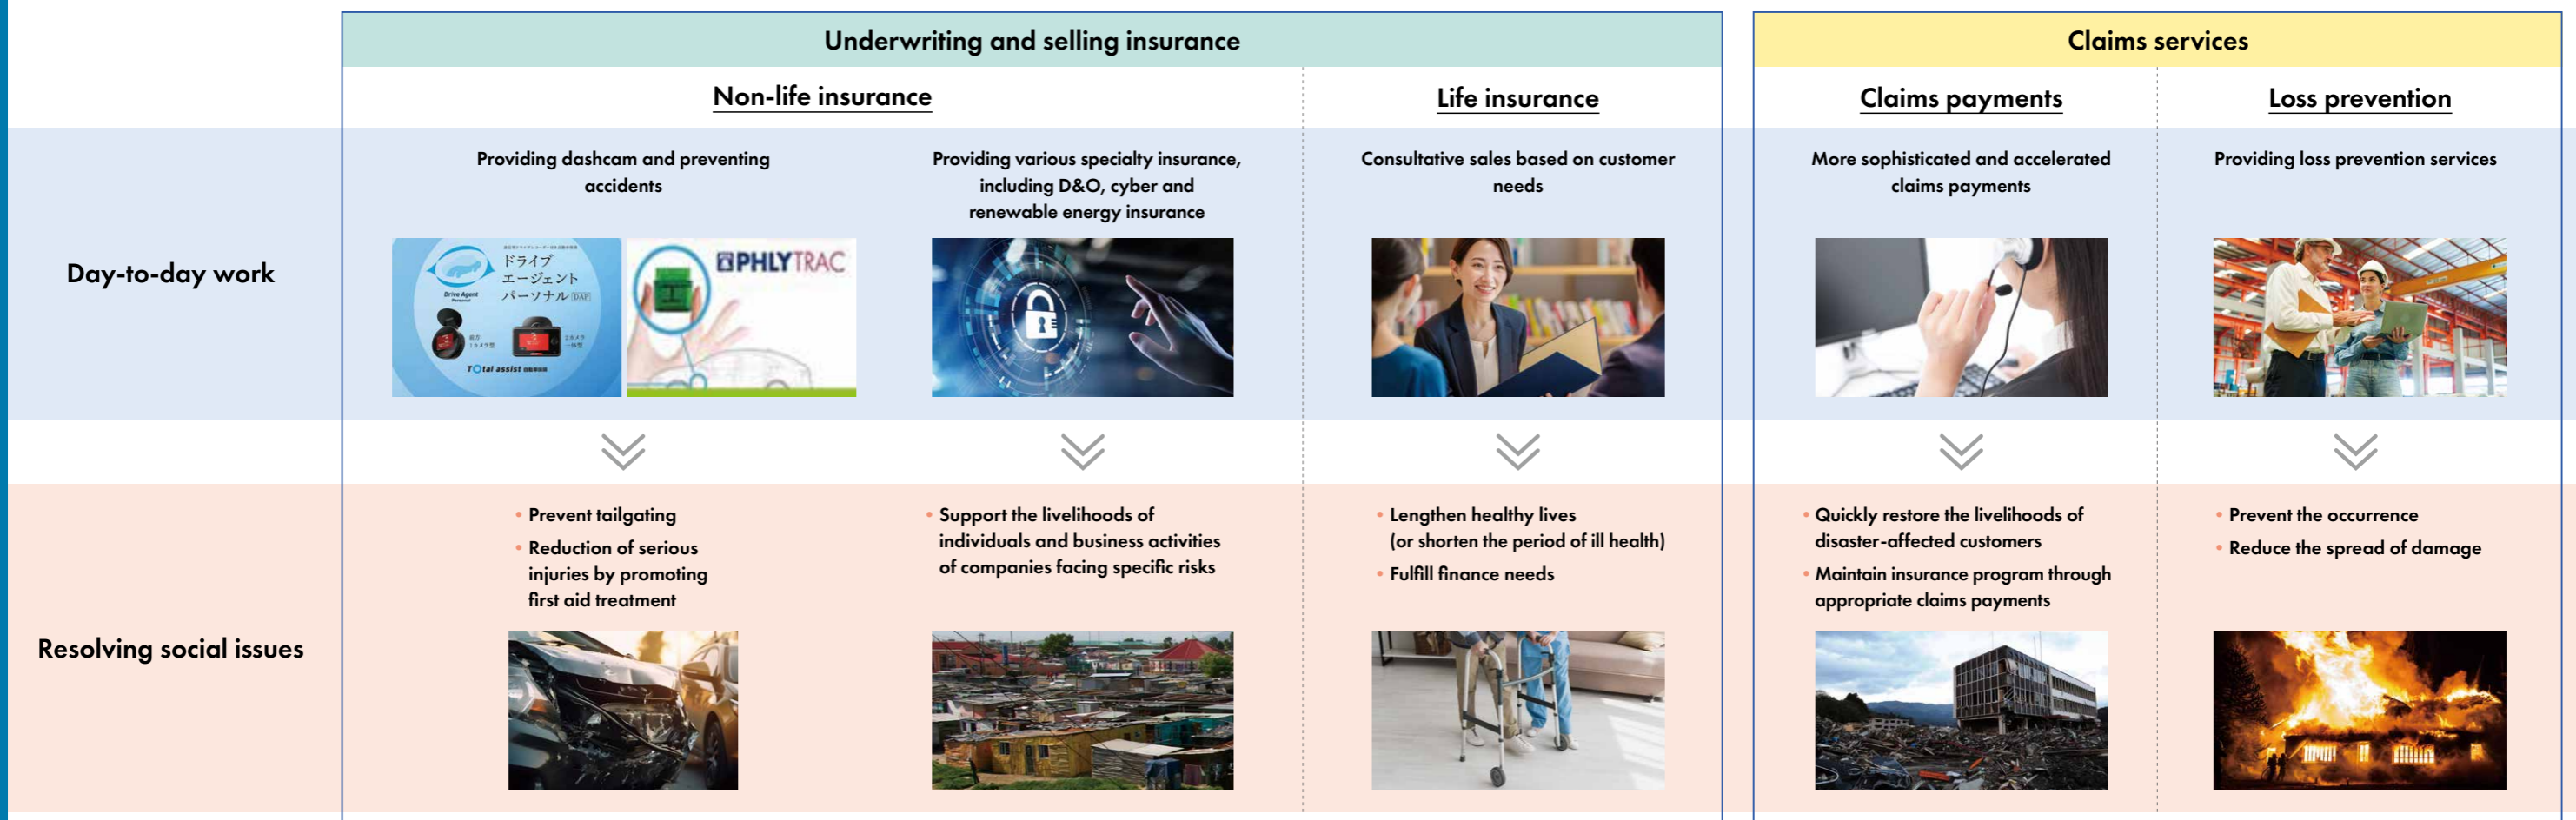 Underwriting and selling insurance
Claims services
Non-life insurance
Life insurance
Claims payments
Loss prevention
Day-to-day work
Providing dashcam and preventing
accidents
Providing various specialty insurance,
including D&O, cyber and
renewable energy insurance
Consultative sales based on customer
needs
More sophisticated and accelerated
claims payments
Providing loss prevention services
ドライブ
エージェント
パーソナル DAP
Drive Agent
Personal
Total assist
PHLYTRAC
Resolving social issues
• Prevent tailgating
• Reduction of serious
injuries by promoting
first aid treatment
• Support the livelihoods of
individuals and business activities
of companies facing specific risks
• Lengthen healthy lives
(or shorten the period of ill health)
• Fulfill finance needs
• Quickly restore the livelihoods of
disaster-affected customers
• Maintain insurance program through
appropriate claims payments
• Prevent the occurrence
• Reduce the spread of damage